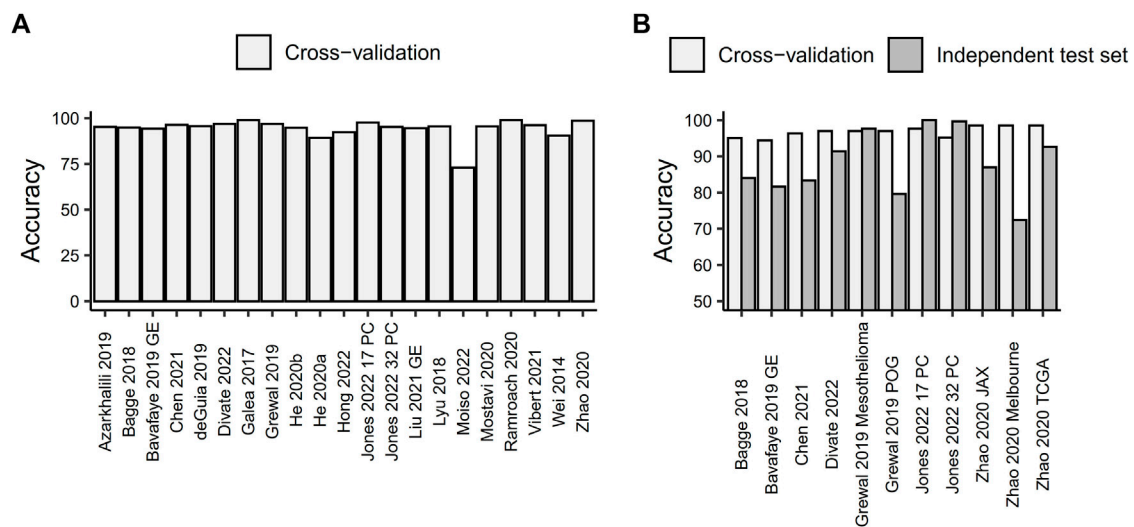 A
Cross-validation
Accuracy
100
75
50
25
0
Azarkhalili 2019
Bagge 2018
Bavafaye 2019 GE
Chen 2021
deGuia 2019
Divate 2022
Galea 2017
Grewal 2019
He 2020b
He 2020a
Hong 2022
Jones 2022 17 PC
Jones 2022 32 PC
Liu 2021 GE
Lyu 2018
Moiso 2022
Mostavi 2020
Ramroach 2020
Vibert 2021
Wei 2014
Zhao 2020
B
Cross-validation
Independent test set
Accuracy
100
90
80
70
60
50
Bagge 2018
Bavafaye 2019 GE
Chen 2021
Divate 2022
Grewal 2019 Mesothelioma
Grewal 2019 POG
Jones 2022 17 PC
Jones 2022 32 PC
Zhao 2020 JAX
Zhao 2020 Melbourne
Zhao 2020 TCGA